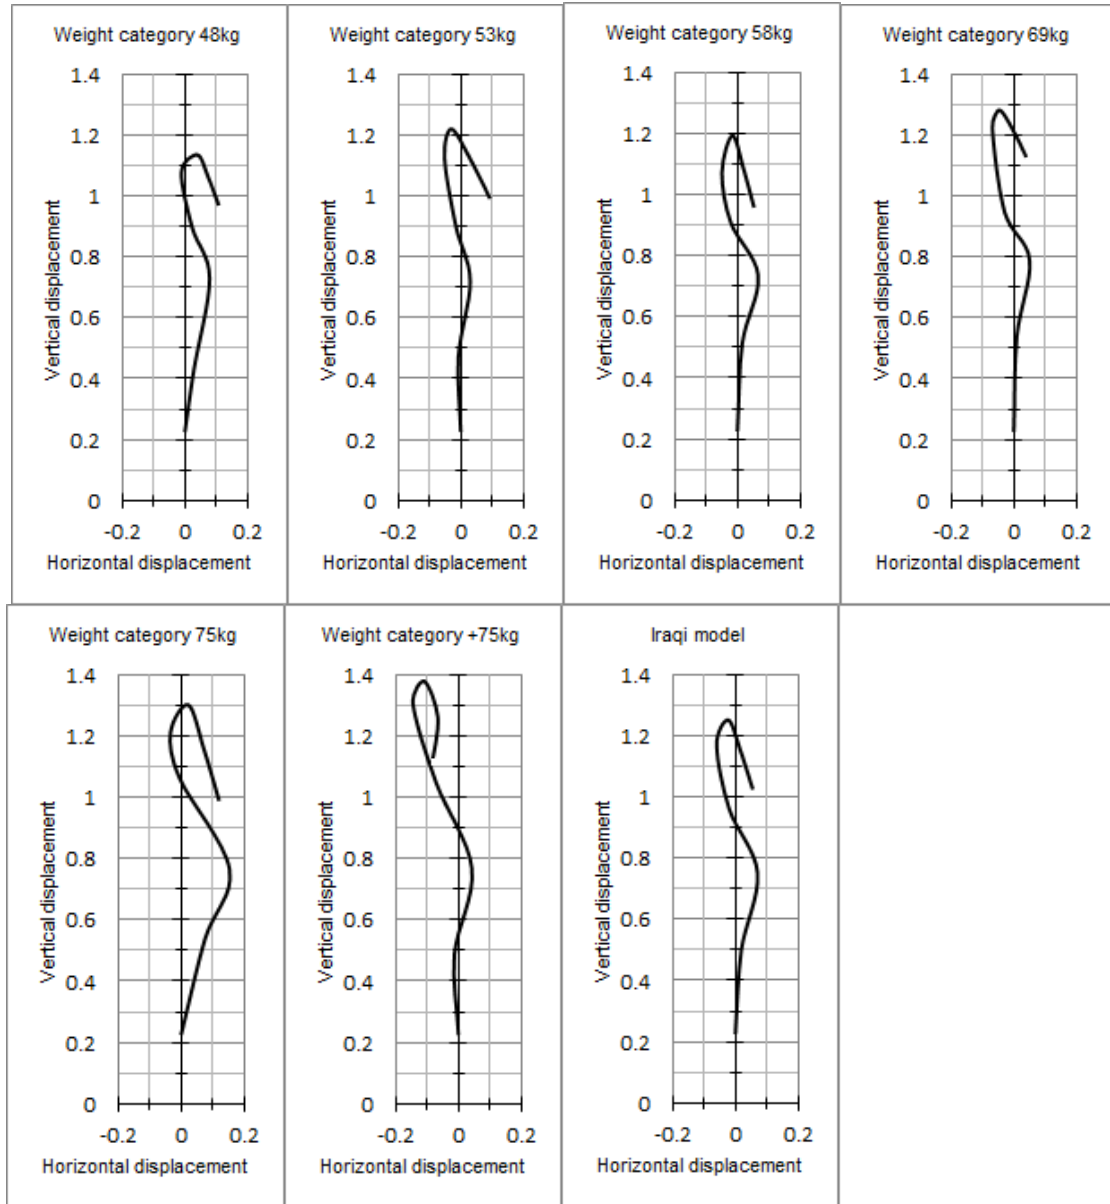 Weight category 48kg
1.4
1.2
1
0.8
0.6
0.4
0.2
0
-0.2 0 0.2
Vertical displacement
Horizontal displacement
Weight category 53kg
1.4
1.2
1
0.8
0.6
0.4
0.2
0
-0.2 0 0.2
Vertical displacement
Horizontal displacement
Weight category 58kg
1.4
1.2
1
0.8
0.6
0.4
0.2
0
-0.2 0 0.2
Vertical displacement
Horizontal displacement
Weight category 69kg
1.4
1.2
1
0.8
0.6
0.4
0.2
0
-0.2 0 0.2
Vertical displacement
Horizontal displacement
Weight category 75kg
1.4
1.2
1
0.8
0.6
0.4
0.2
0
-0.2 0 0.2
Vertical displacement
Horizontal displacement
Weight category +75kg
1.4
1.2
1
0.8
0.6
0.4
0.2
0
-0.2 0 0.2
Vertical displacement
Horizontal displacement
Iraqi model
1.4
1.2
1
0.8
0.6
0.4
0.2
0
-0.2 0 0.2
Vertical displacement
Horizontal displacement